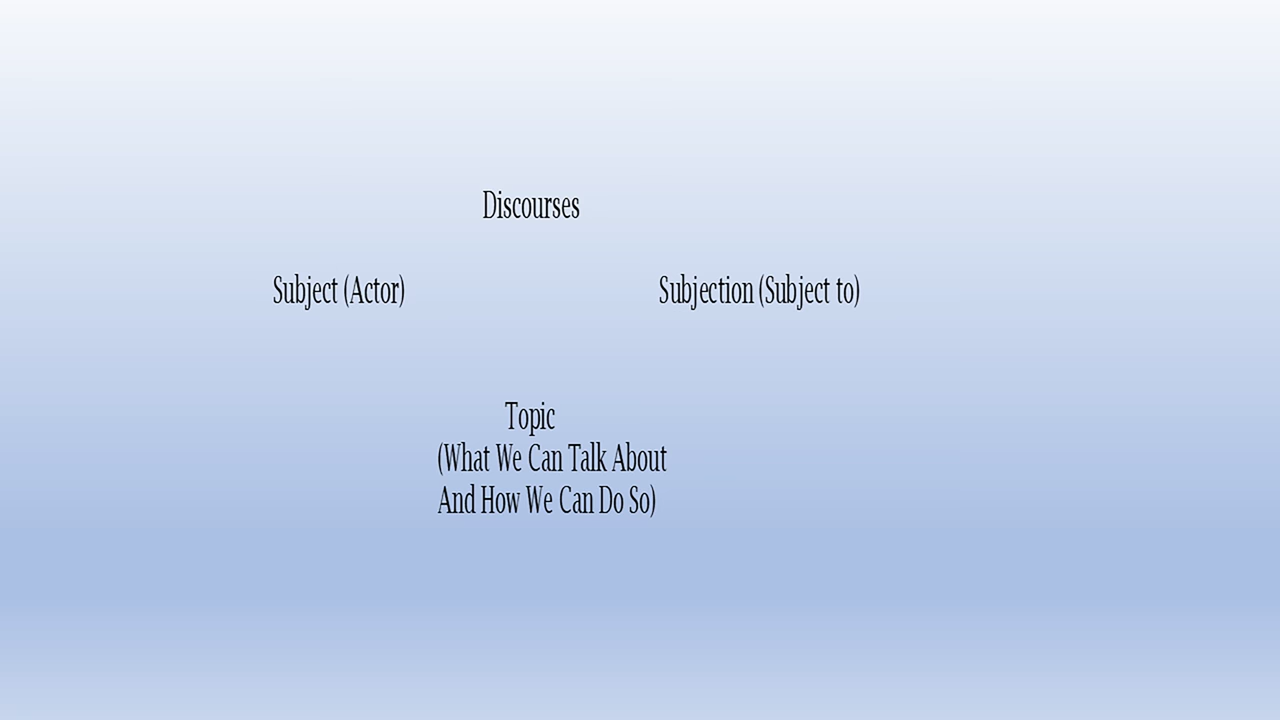 Discourses
Subject (Actor) Subjection (Subject to)
Topic
(What We Can Talk About
And How We Can Do So)